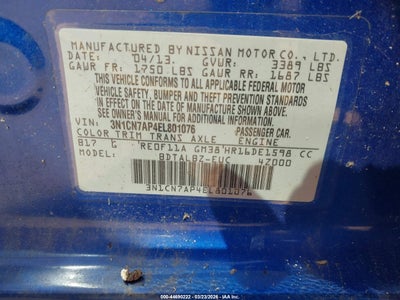 MANUFACTURED BY NISSAN MOTOR CO., LTD.
DATE: 04/13. GVWR: 3389 LBS
GAWR FR: 1750 LBS GAWR RR: 1687 LBS
THIS VEHICLE CONFORMS TO ALL APPLICABLE FEDERAL MOTOR
VEHICLE SAFETY, BUMPER AND THEFT PREVENTION STANDARDS
IN EFFECT ON THE DATE OF MANUFACTURE SHOWN ABOVE.
SEE OWNER'S MANUAL FOR ADDITIONAL INFORMATION
VIN: 3N1CN7AP4EL801076 PASSENGER CAR.
COLOR TRIM TRANS AXLE ENGINE
B17 G RE0F11A GM38 HR16DE1598 CC
MODEL: BDTALBZ-EUC 4Z000
3N1CN7AP4EL801076
000-44690222 - 03/23/2026 - IAAI.COM